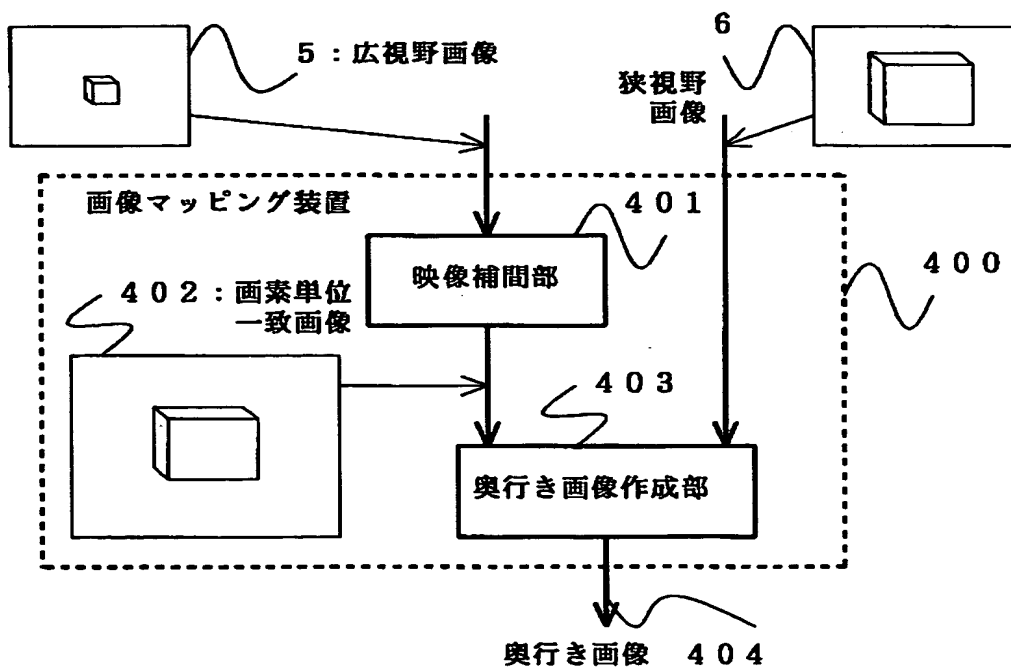 ５：広視野画像
６
狭視野
画像
画像マッピング装置
４０１
４００
映像補間部
４０２：画素単位
一致画像
４０３
奥行き画像作成部
奥行き画像 ４０４